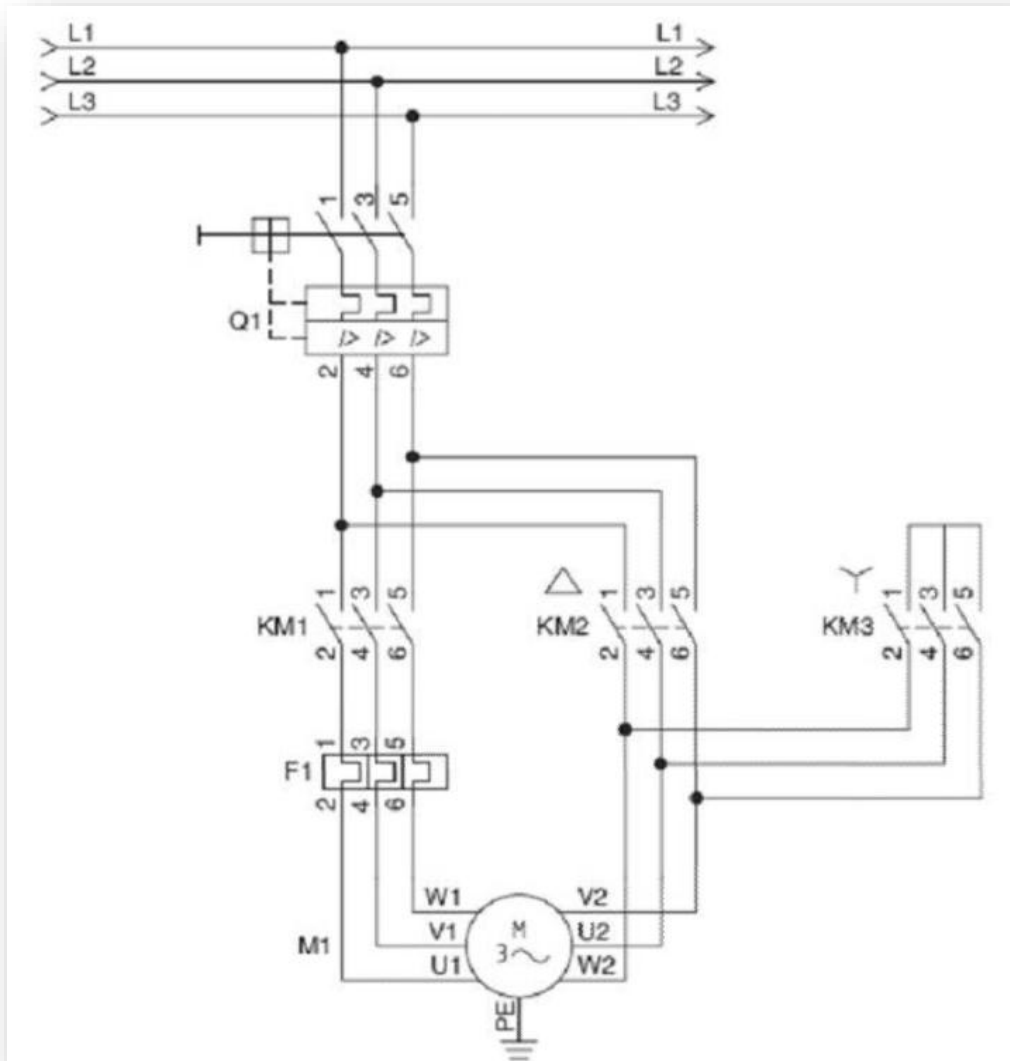 L1 L1
L2 L2
L3 L3
1 3 5
Q1
I> I> I>
2 4 6
KM1 1 3 5
2 4 6
KM2 1 3 5
2 4 6
KM3 1 3 5
2 4 6
F1 1 3 5
2 4 6
W1 V2
V1 M U2
M1 3~
U1 W2
PE